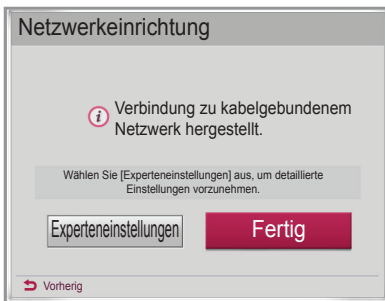 Netzwerkeinrichtung
Verbindung zu kabelgebundenem
Netzwerk hergestellt.
Wählen Sie [Experteneinstellungen] aus, um detaillierte
Einstellungen vorzunehmen.
Experteneinstellungen
Fertig
Vorherig